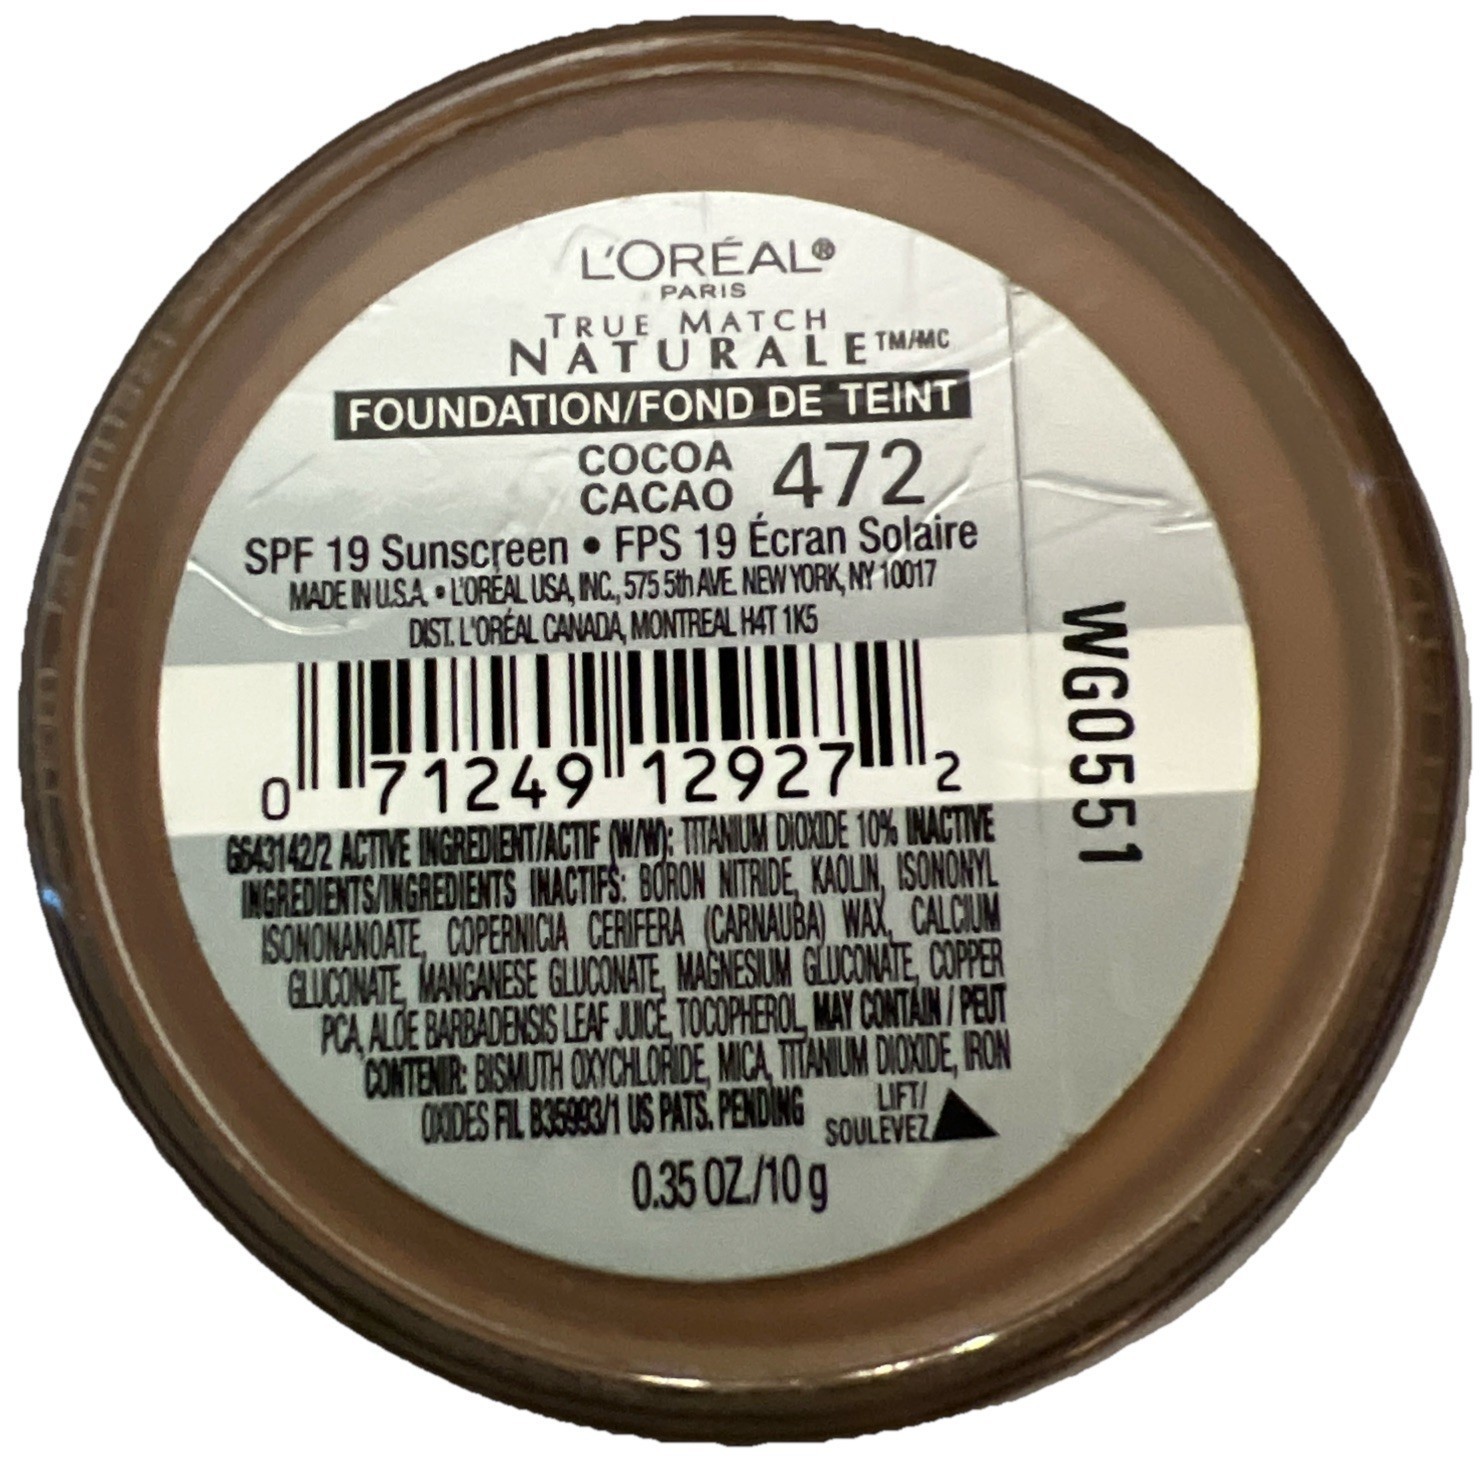 L'ORÉAL®
PARIS
TRUE MATCH
NATURALE TM/MC
FOUNDATION/FOND DE TEINT
COCOA
CACAO 472
SPF 19 Sunscreen • FPS 19 Écran Solaire
MADE IN U.S.A. • L'ORÉAL USA, INC., 575 5th AVE. NEW YORK, NY 10017
DIST. L'ORÉAL CANADA, MONTREAL H4T 1K5
0 71249 12927 2
G643142/2 ACTIVE INGREDIENT/ACTIF (W/W): TITANIUM DIOXIDE 10% INACTIVE
INGREDIENTS/INGREDIENTS INACTIFS: BORON NITRIDE, KAOLIN, ISONONYL
ISONONANOATE, COPERNICIA CERIFERA (CARNAUBA) WAX, CALCIUM
GLUCONATE, MANGANESE GLUCONATE, MAGNESIUM GLUCONATE, COPPER
PCA, ALOE BARBADENSIS LEAF JUICE, TOCOPHEROL, MAY CONTAIN / PEUT
CONTENIR: BISMUTH OXYCHLORIDE, MICA, TITANIUM DIOXIDE, IRON
OXIDES FIL B35993/1 US PATS. PENDING
LIFT/
SOULEVEZ
0.35 OZ./10 g
WG0551